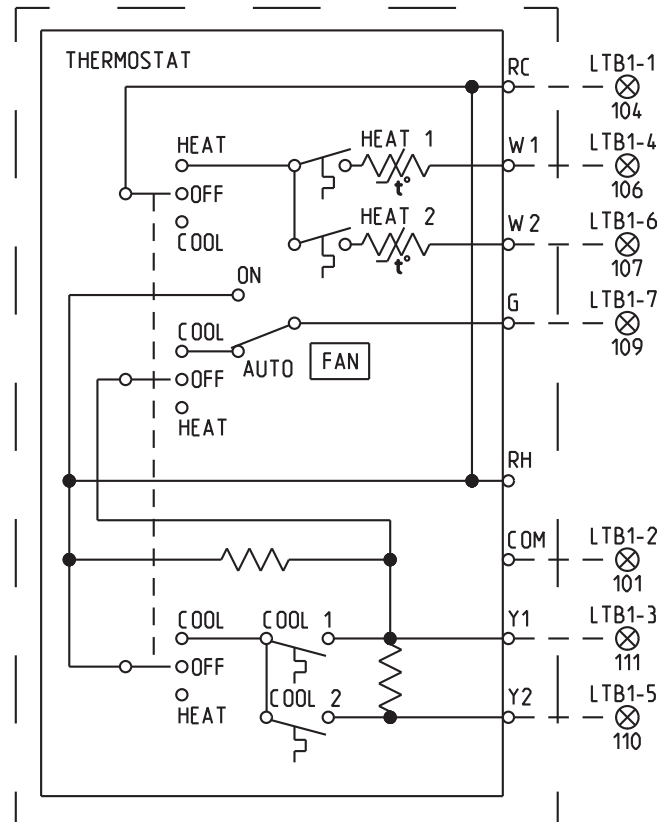 THERMOSTAT
RC
LTB1-1
104
HEAT
HEAT 1
W1
LTB1-4
OFF
t°
106
COOL
HEAT 2
W2
LTB1-6
t°
107
ON
G
LTB1-7
COOL
AUTO
FAN
109
OFF
HEAT
RH
COM
LTB1-2
101
COOL
COOL 1
Y1
LTB1-3
OFF
111
HEAT
COOL 2
Y2
LTB1-5
110